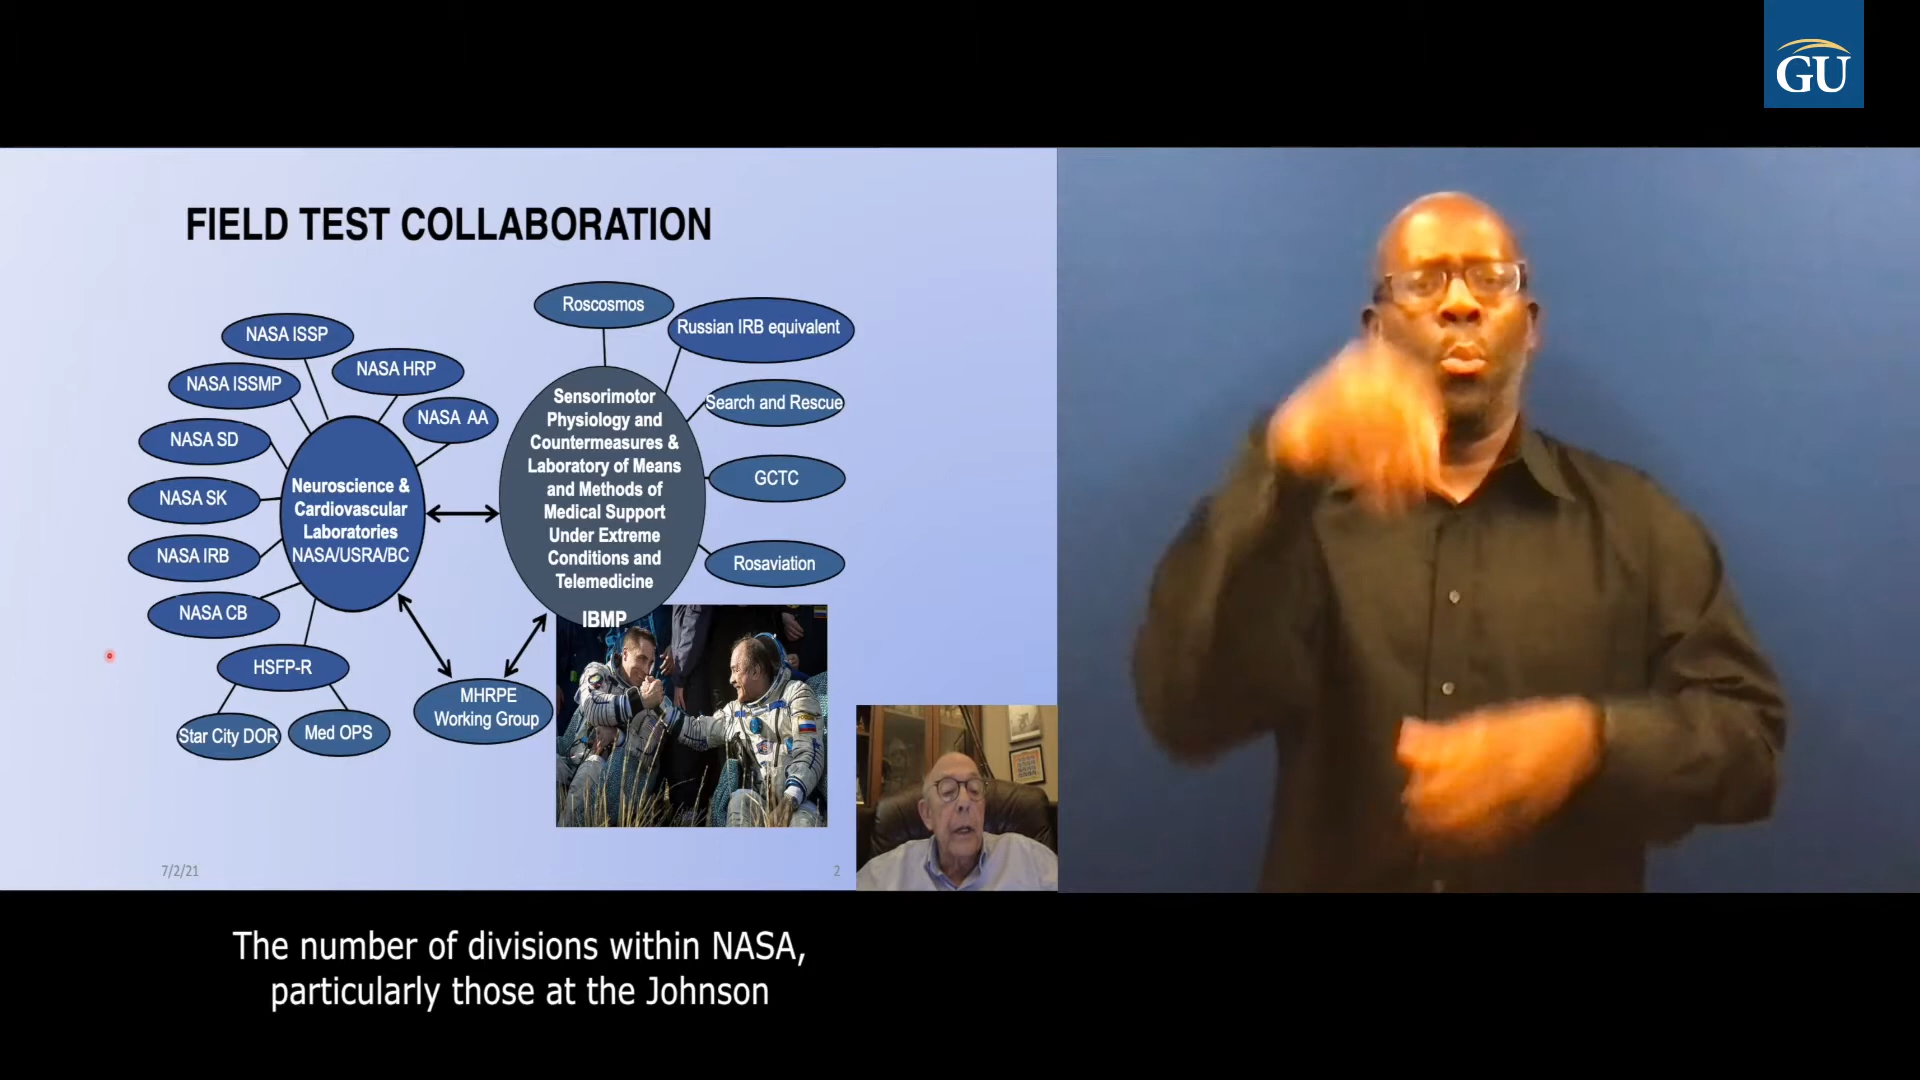 GU
FIELD TEST COLLABORATION
NASA ISSP
NASA HRP
NASA ISSMP
NASA AA
NASA SD
NASA SK
NASA IRB
NASA CB
Neuroscience &
Cardiovascular
Laboratories
NASA/USRA/BC
HSFP-R
Star City DOR
Med OPS
MHRPE
Working Group
Roscosmos
Russian IRB equivalent
Search and Rescue
GCTC
Rosaviation
Sensorimotor
Physiology and
Countermeasures &
Laboratory of Means
and Methods of
Medical Support
Under Extreme
Conditions and
Telemedicine
IBMP
7/2/21
2
The number of divisions within NASA,
particularly those at the Johnson